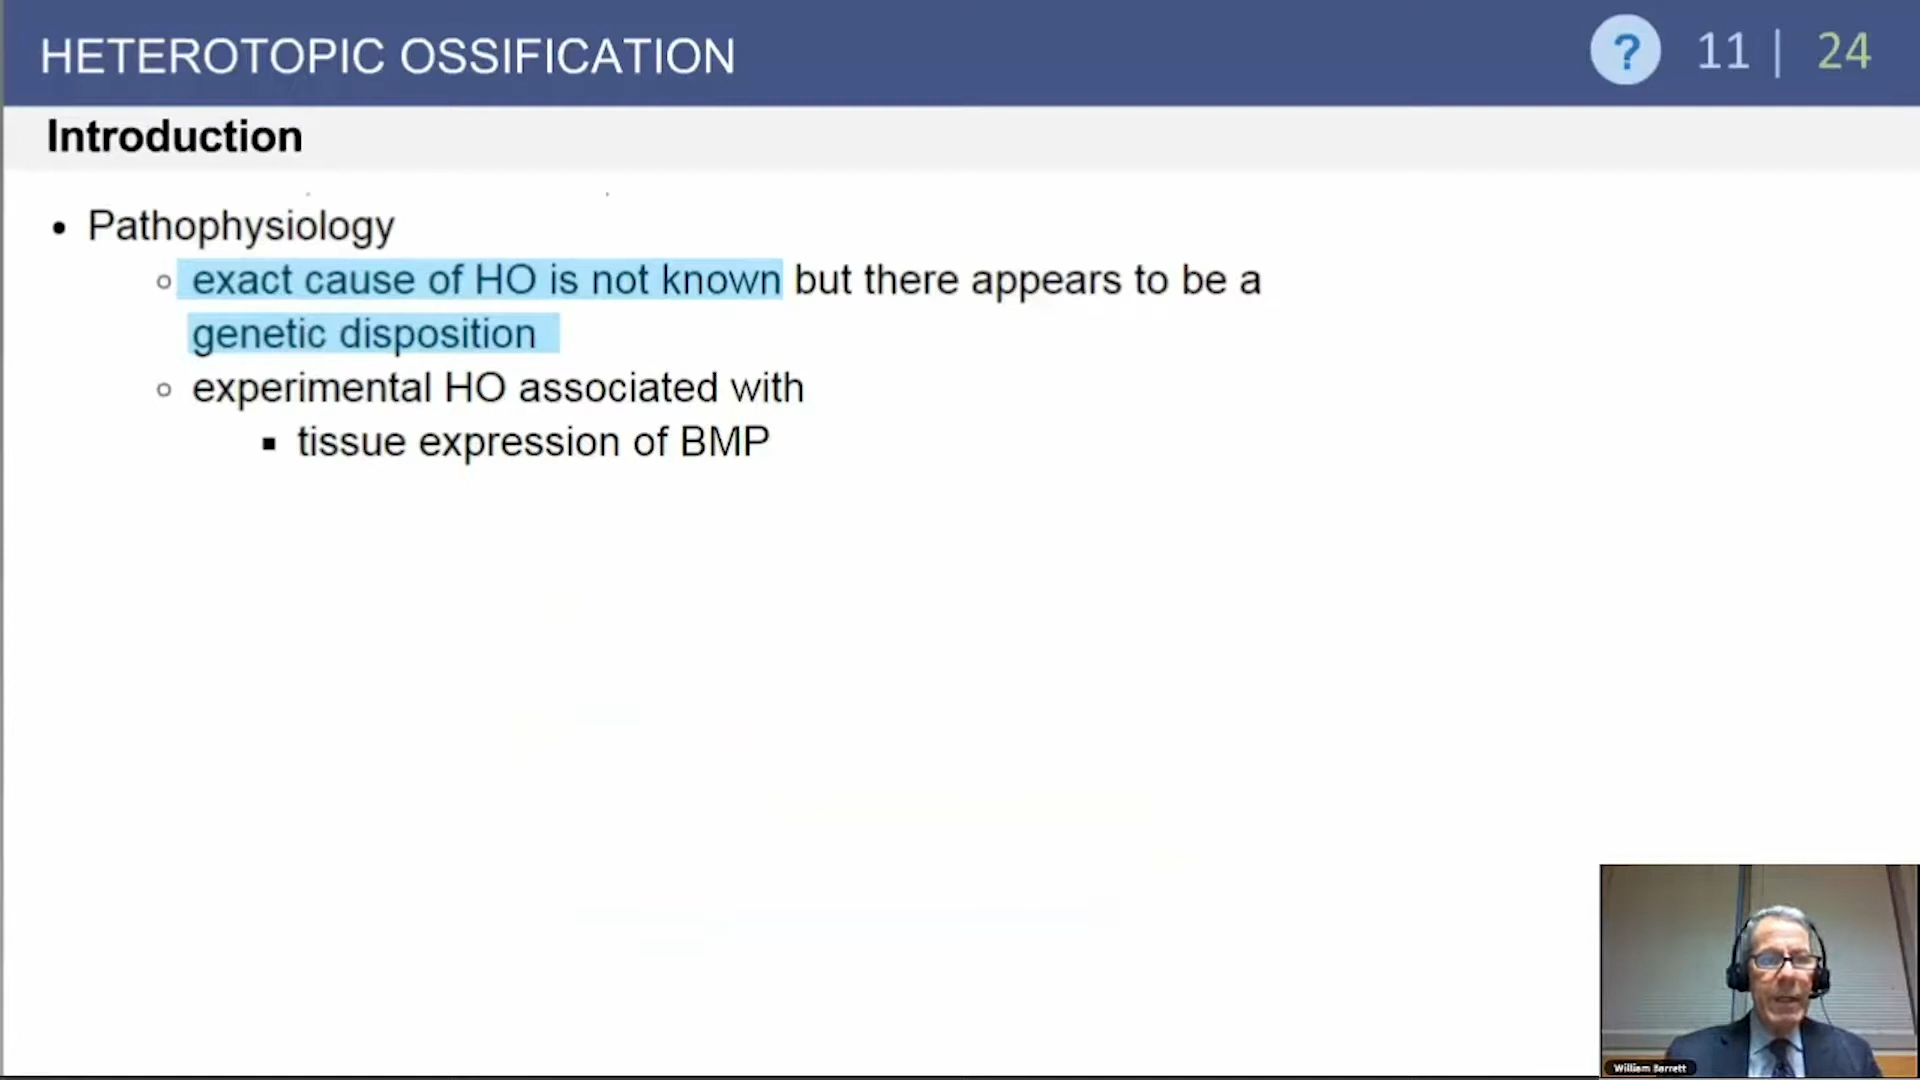 HETEROTOPIC OSSIFICATION
? 11 | 24
Introduction
• Pathophysiology
○ exact cause of HO is not known but there appears to be a
genetic disposition
○ experimental HO associated with
▪ tissue expression of BMP
William Barrett